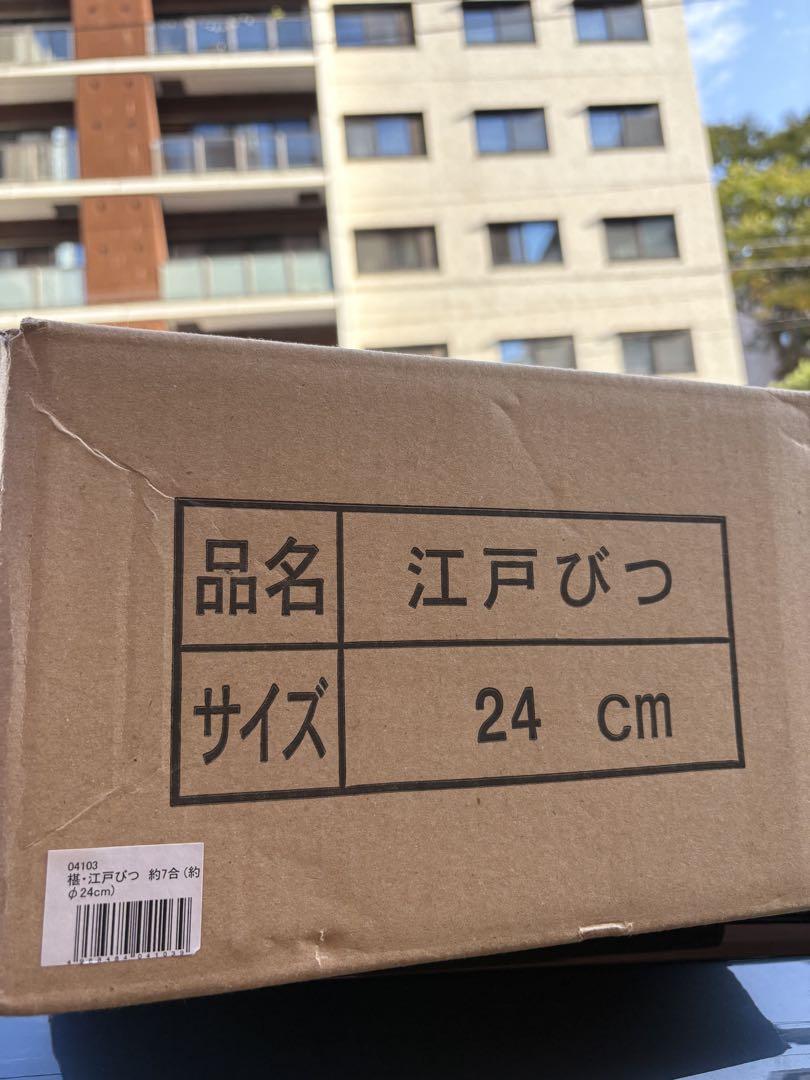 品名 江戸びつ
サイズ 24 cm
04103
椹・江戸びつ 約7合(約
φ24cm)